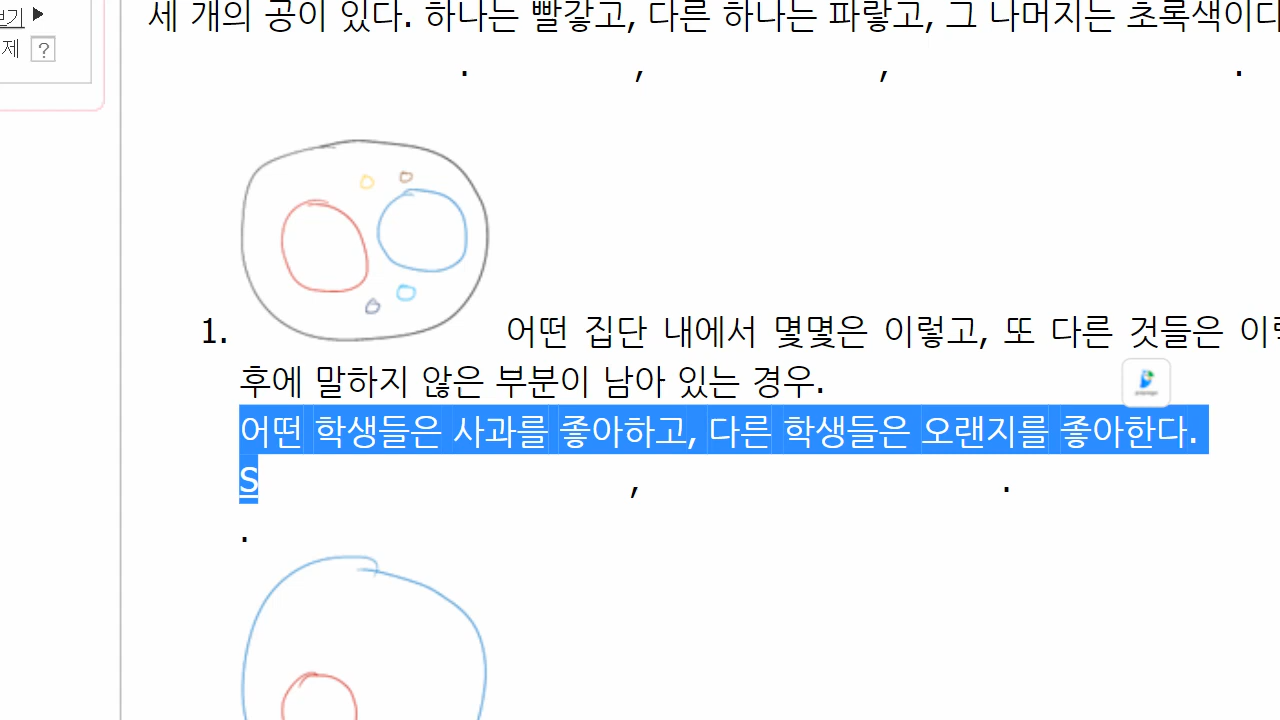 세 개의 공이 있다. 하나는 빨갛고, 다른 하나는 파랗고, 그 나머지는 초록색이다
제 ?
. , , .
1. 어떤 집단 내에서 몇몇은 이렇고, 또 다른 것들은
후에 말하지 않은 부분이 남아 있는 경우.
어떤 학생들은 사과를 좋아하고, 다른 학생들은 오랜지를 좋아한다.
S , .
.